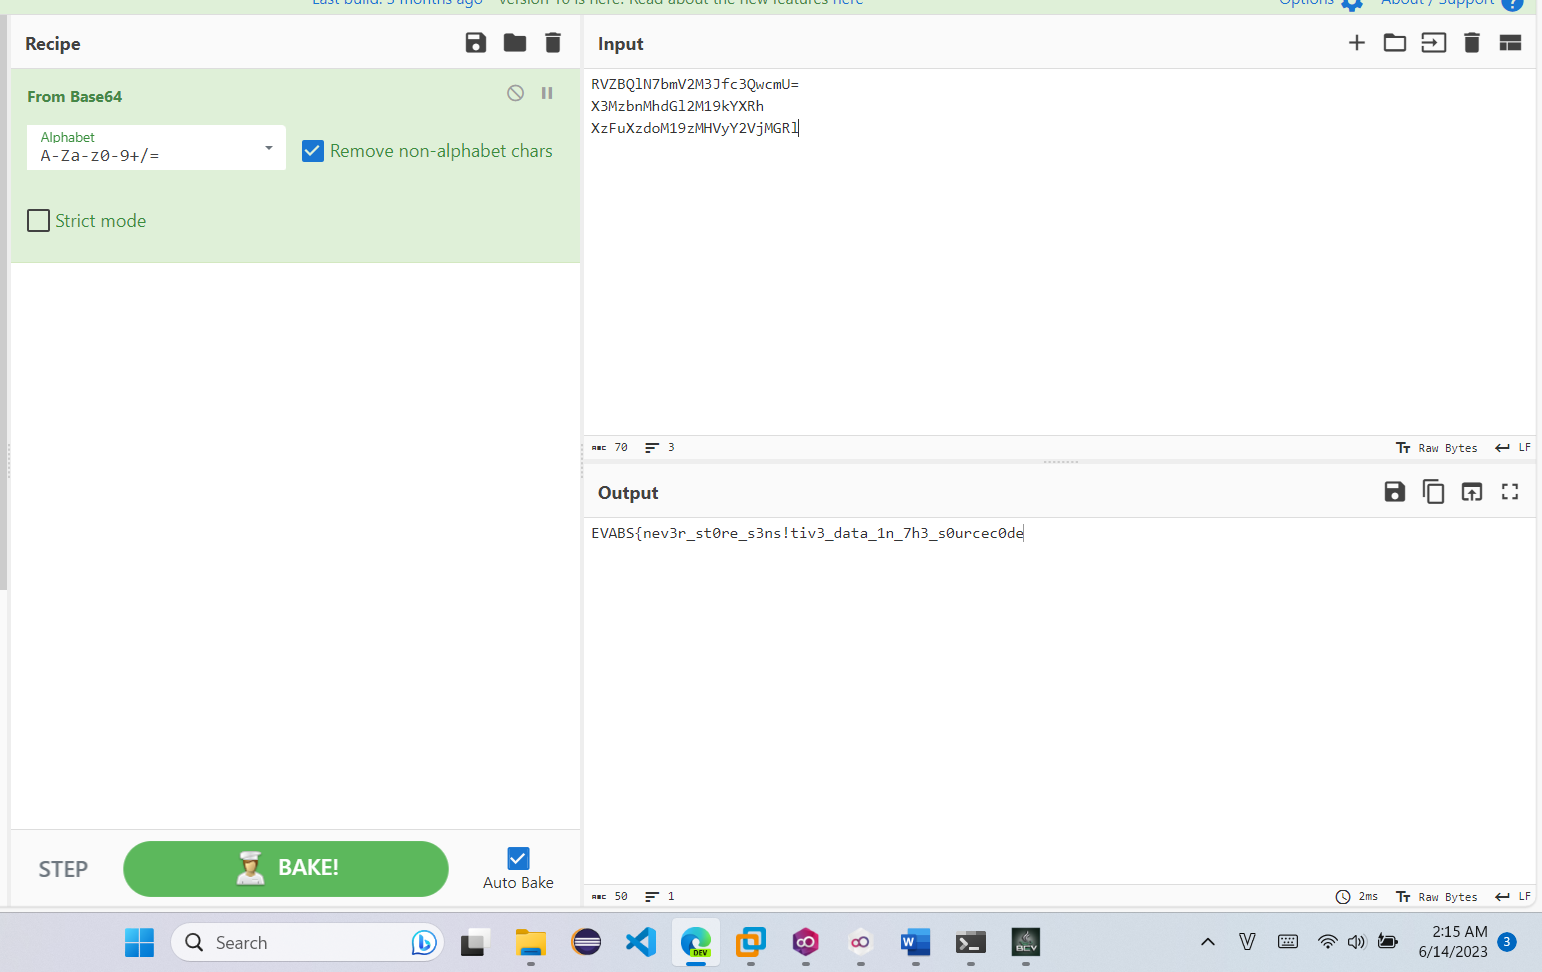 Last build: 3 months ago - Version 10 is here! Read about the new features here
Options
About / Support ?
Recipe
From Base64
Alphabet
A-Za-z0-9+/=
Remove non-alphabet chars
Strict mode
STEP
BAKE!
Auto Bake
Input
RVZBQlN7bmV2M3Jfc3QwcmU=
X3MzbnMhdGl2M19kYXRh
XzFuXzdoM19zMHVyY2VjMGRl
ABC 70 3
Raw Bytes LF
Output
EVABS{nev3r_st0re_s3ns!tiv3_data_1n_7h3_s0urcec0de
ABC 50 1
2ms Raw Bytes LF
Search
DEV
W
BCV
V
2:15 AM
6/14/2023
3